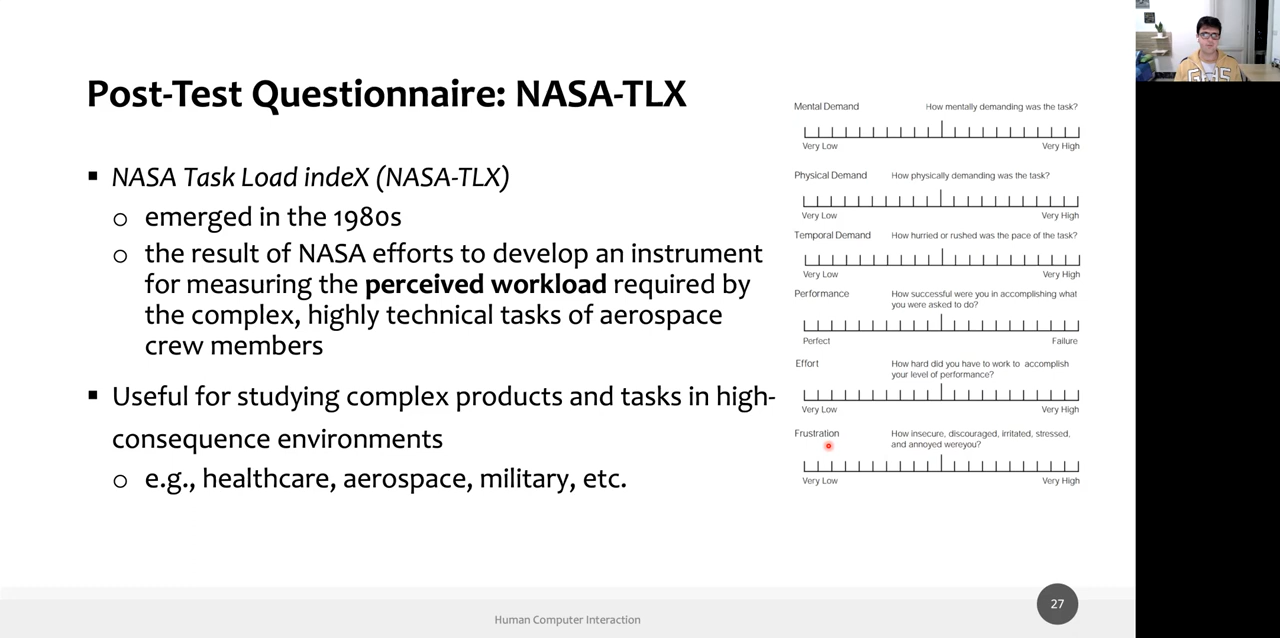 Post-Test Questionnaire: NASA-TLX
▪ NASA Task Load indeX (NASA-TLX)
o emerged in the 1980s
o the result of NASA efforts to develop an instrument
for measuring the perceived workload required by
the complex, highly technical tasks of aerospace
crew members
▪ Useful for studying complex products and tasks in high-
consequence environments
o e.g., healthcare, aerospace, military, etc.
Mental Demand How mentally demanding was the task?
Very Low Very High
Physical Demand How physically demanding was the task?
Very Low Very High
Temporal Demand How hurried or rushed was the pace of the task?
Very Low Very High
Performance How successful were you in accomplishing what
you were asked to do?
Perfect Failure
Effort How hard did you have to work to accomplish
your level of performance?
Very Low Very High
Frustration How insecure, discouraged, irritated, stressed,
and annoyed wereyou?
Very Low Very High
Human Computer Interaction
27